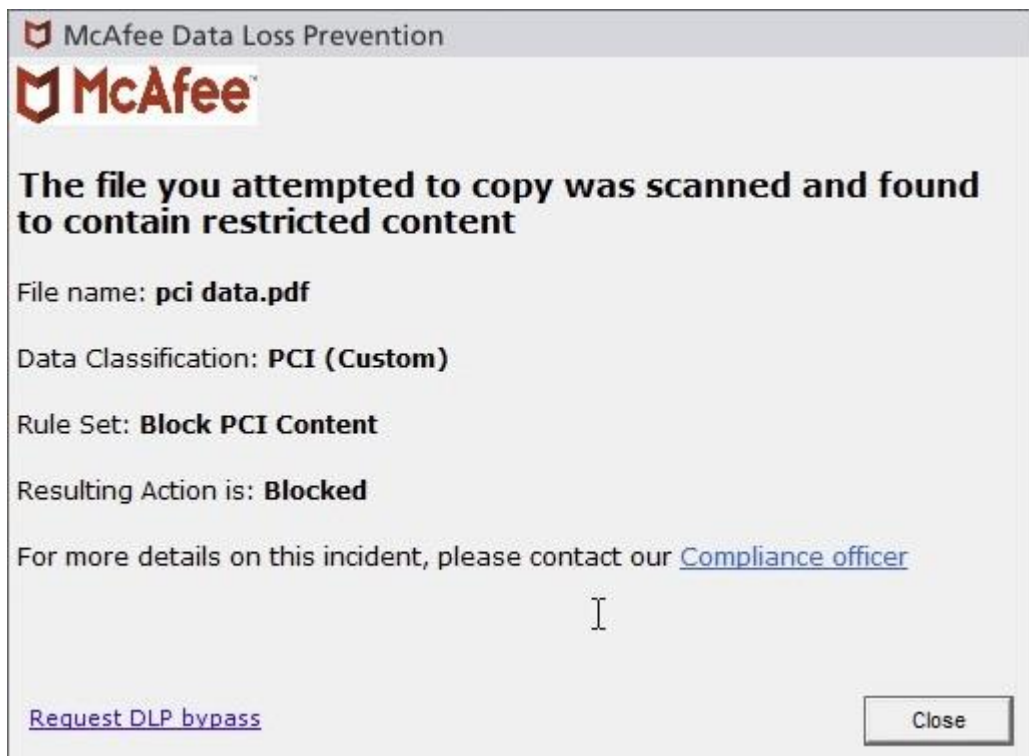 McAfee Data Loss Prevention
McAfee™
The file you attempted to copy was scanned and found
to contain restricted content
File name: pci data.pdf
Data Classification: PCI (Custom)
Rule Set: Block PCI Content
Resulting Action is: Blocked
For more details on this incident, please contact our Compliance officer
Request DLP bypass
Close